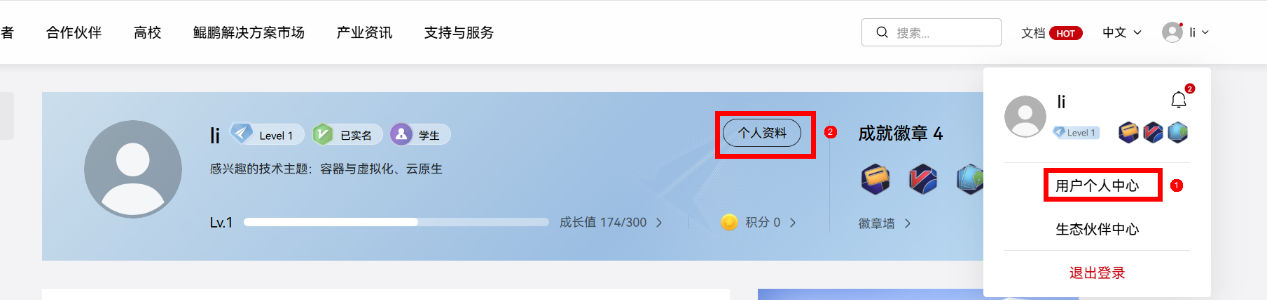 者 合作伙伴 高校 鲲鹏解决方案市场 产业资讯 支持与服务 搜索... 文档 HOT 中文 li
li Level 1 已实名 学生
感兴趣的技术主题：容器与虚拟化、云原生
Lv.1 成长值 174/300 积分 0
个人资料 2
成就徽章 4
徽章墙
li 2
Level 1
用户个人中心 1
生态伙伴中心
退出登录